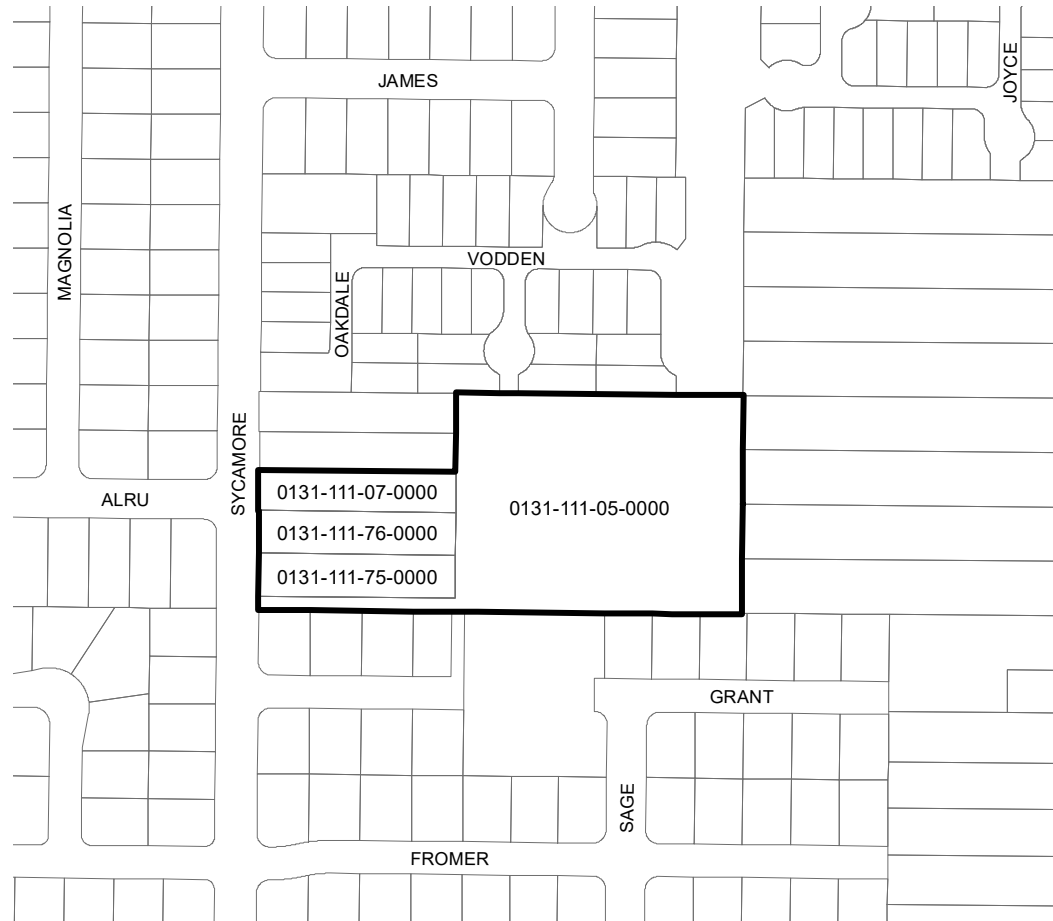 JOYCE
JAMES
MAGNOLIA
VODDEN
OAKDALE
SYCAMORE
ALRU
0131-111-07-0000
0131-111-05-0000
0131-111-76-0000
0131-111-75-0000
GRANT
SAGE
FROMER